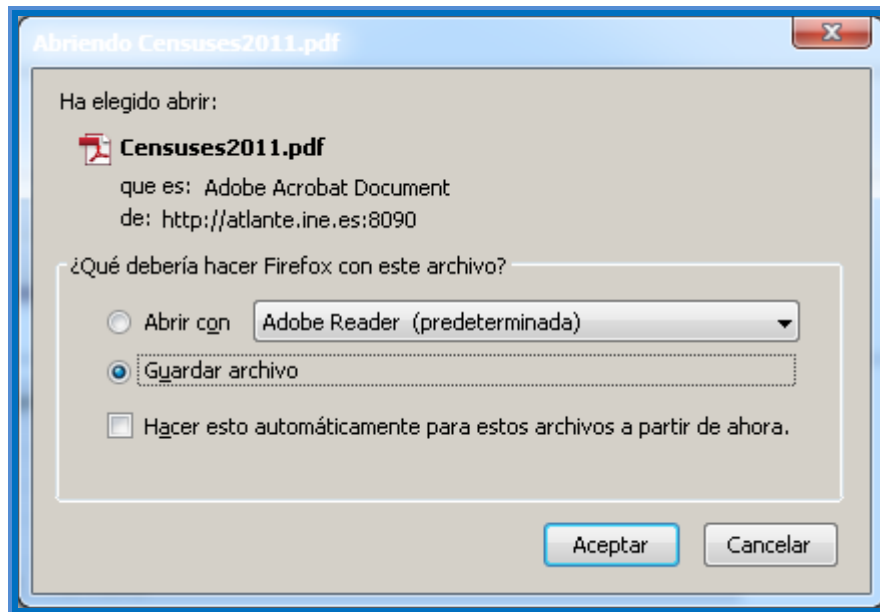 Abriendo Censuses2011.pdf
Ha elegido abrir:
Censuses2011.pdf
que es: Adobe Acrobat Document
de: http://atlante.ine.es:8090
¿Qué debería hacer Firefox con este archivo?
Abrir con Adobe Reader (predeterminada)
Guardar archivo
Hacer esto automáticamente para estos archivos a partir de ahora.
Aceptar Cancelar